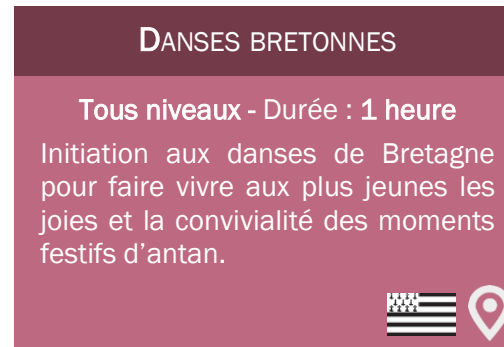 DANSES BRETONNES
Tous niveaux - Durée : 1 heure
Initiation aux danses de Bretagne
pour faire vivre aux plus jeunes les
joies et la convivialité des moments
festifs d’antan.